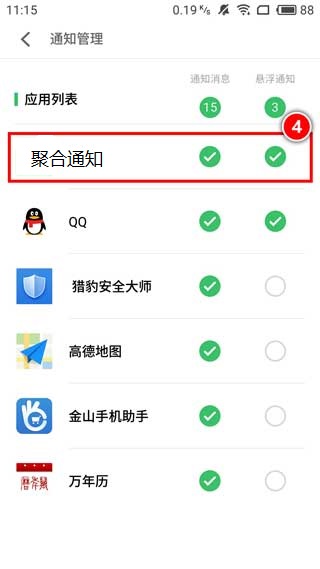 11:15 0.19 K/s 88
通知管理
通知消息 悬浮通知
应用列表 15 3
4
聚合通知
QQ
猎豹安全大师
高德地图
金山手机助手
万年历